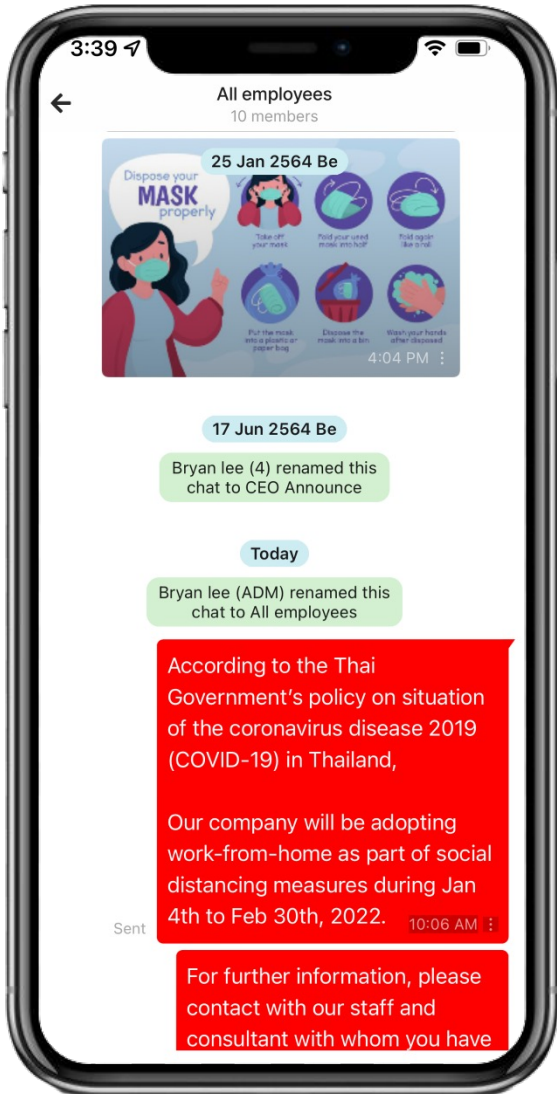 3:39
All employees
10 members
25 Jan 2564 Be
Dispose your
MASK
properly
Take off
your mask
Fold your used
mask into half
Fold again
like a roll
Put the mask
into a plastic or
paper bag
Dispose the
mask into a bin
Wash your hands
after disposed
4:04 PM
17 Jun 2564 Be
Bryan lee (4) renamed this
chat to CEO Announce
Today
Bryan lee (ADM) renamed this
chat to All employees
According to the Thai
Government's policy on situation
of the coronavirus disease 2019
(COVID-19) in Thailand,
Our company will be adopting
work-from-home as part of social
distancing measures during Jan
4th to Feb 30th, 2022.
10:06 AM
Sent
For further information, please
contact with our staff and
consultant with whom you have